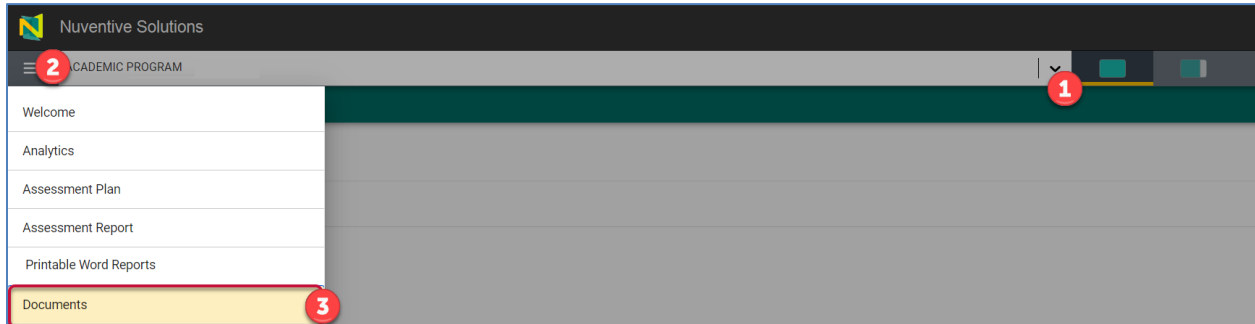 Nuventive Solutions
2 ACADEMIC PROGRAM
1
Welcome
Analytics
Assessment Plan
Assessment Report
Printable Word Reports
Documents 3